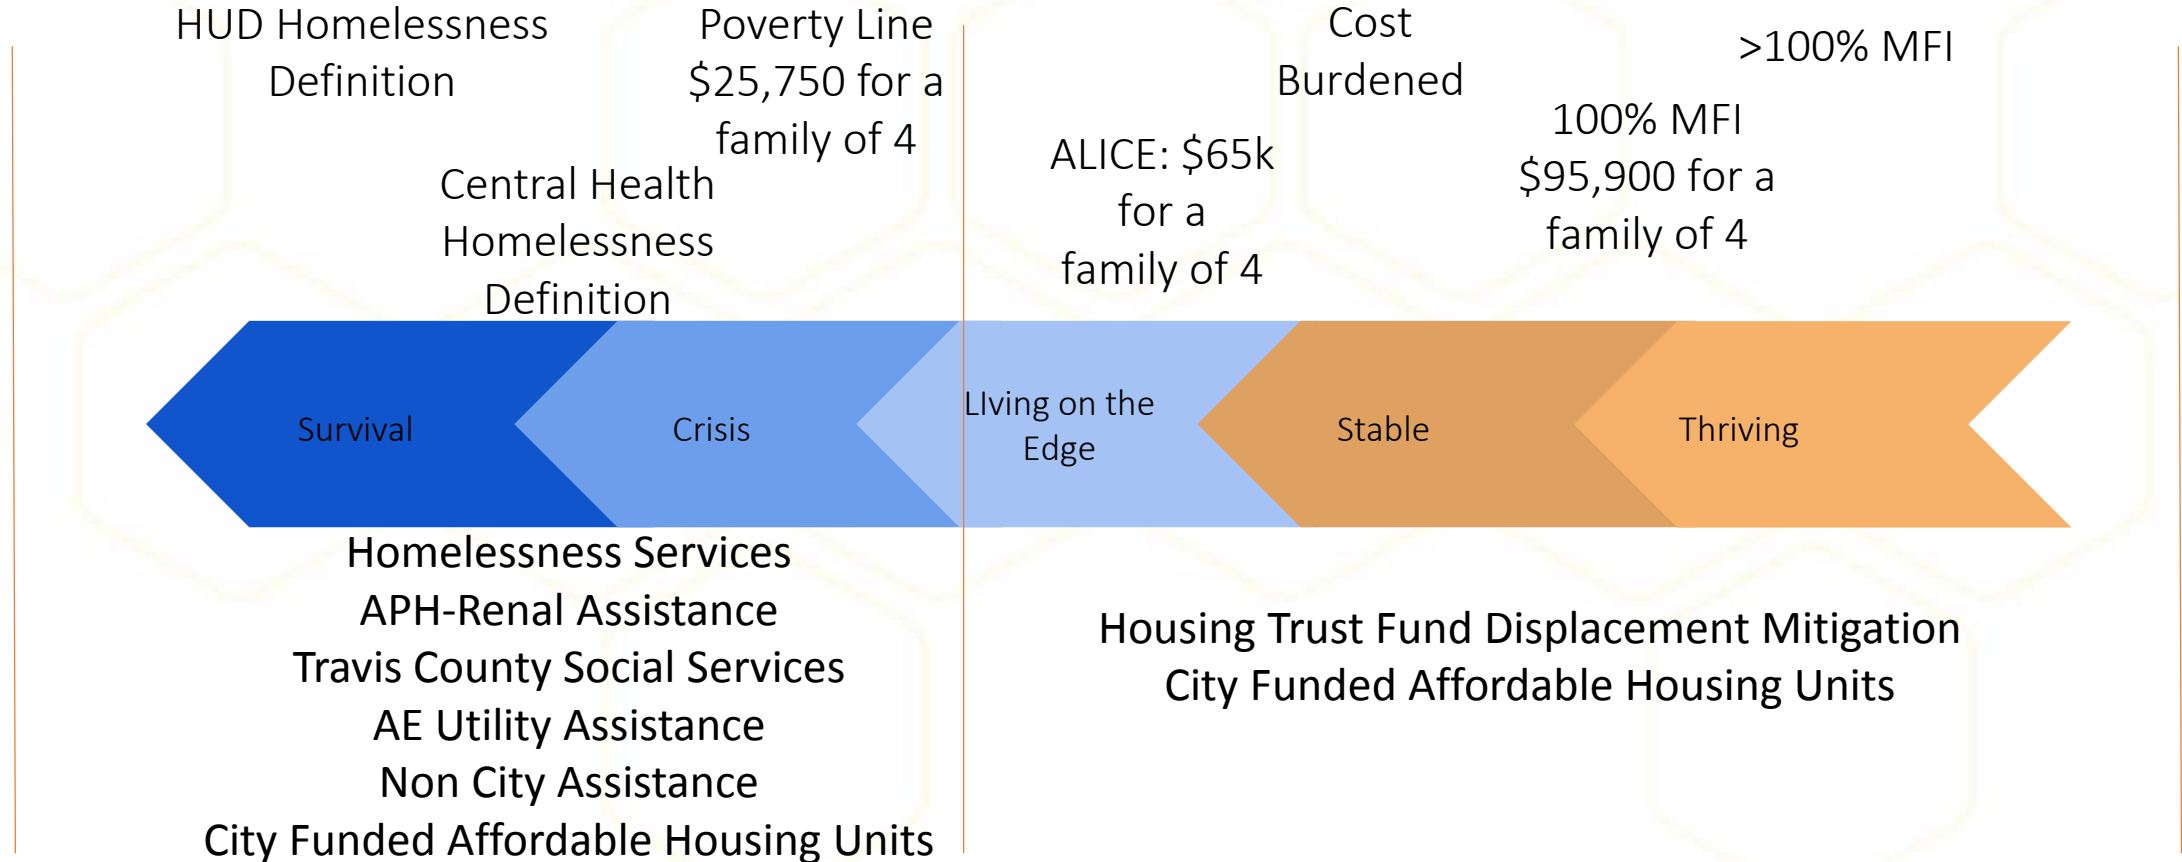 HUD Homelessness
Definition
Poverty Line
$25,750 for a
family of 4
Cost
Burdened
>100% MFI
Central Health
Homelessness
Definition
ALICE: $65k
for a
family of 4
100% MFI
$95,900 for a
family of 4
Survival
Crisis
LIving on the
Edge
Stable
Thriving
Homelessness Services
APH-Renal Assistance
Travis County Social Services
AE Utility Assistance
Non City Assistance
City Funded Affordable Housing Units
Housing Trust Fund Displacement Mitigation
City Funded Affordable Housing Units